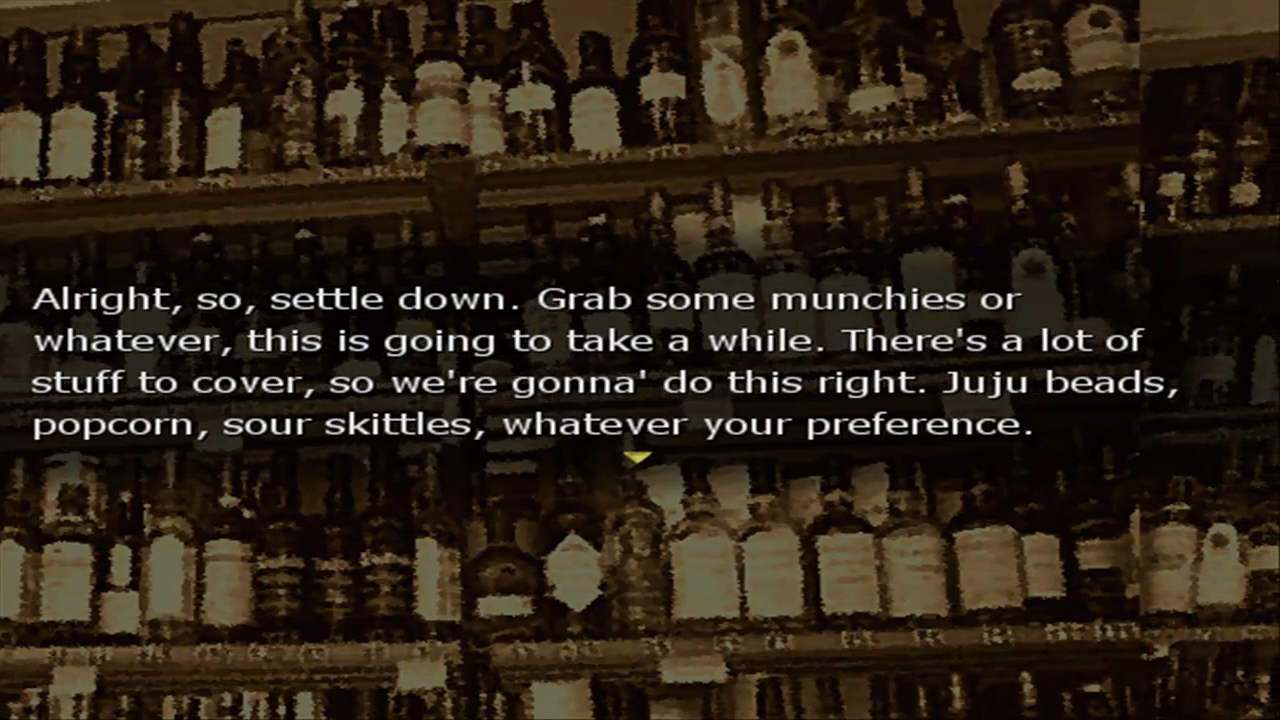 Alright, so, settle down. Grab some munchies or
whatever, this is going to take a while. There's a lot of
stuff to cover, so we're gonna' do this right. Juju beads,
popcorn, sour skittles, whatever your preference.